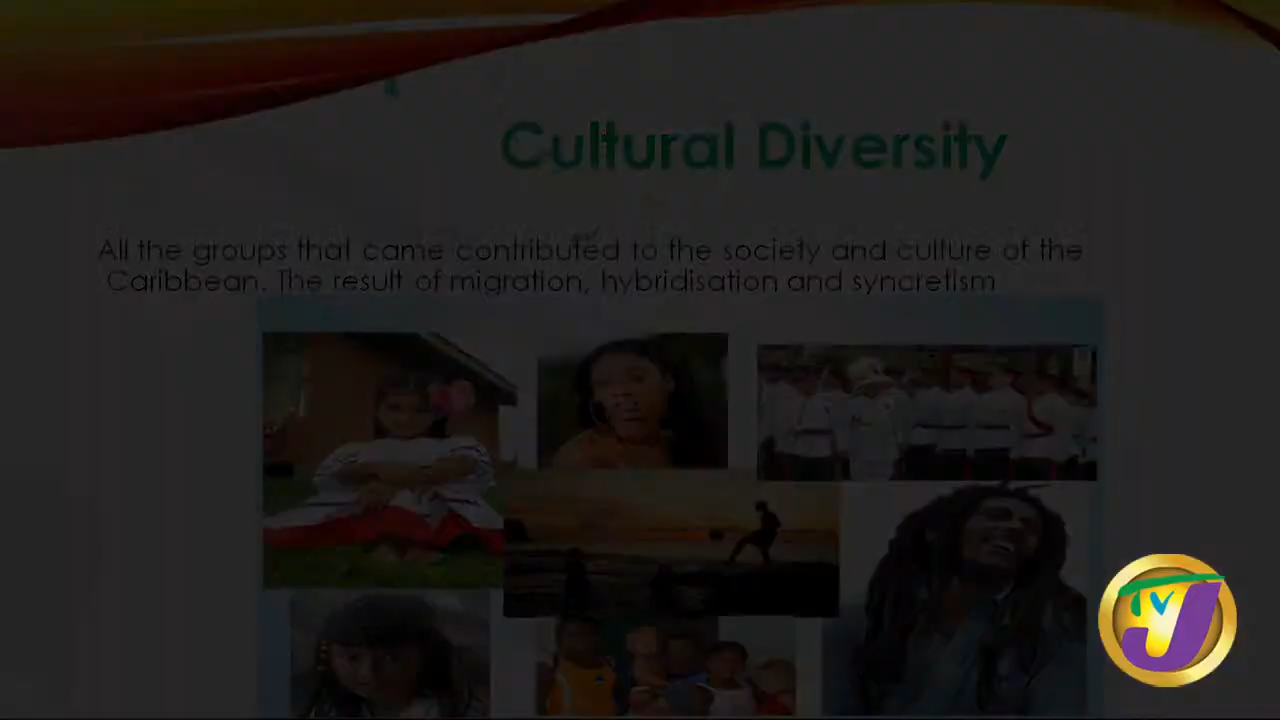 Cultural Diversity
All the groups that came contributed to the society and culture of the
Caribbean. The result of migration, hybridisation and syncretism
TVJ